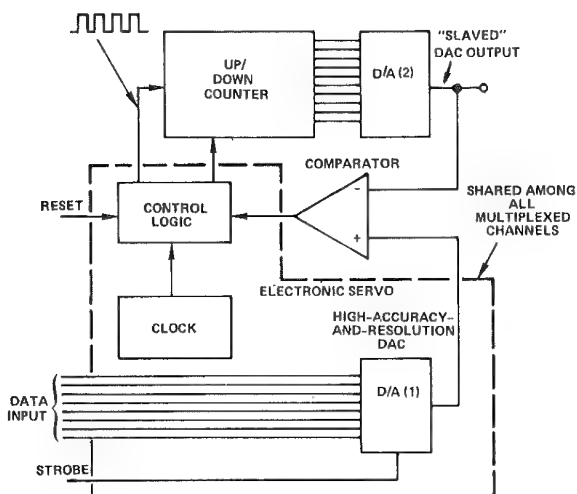 "SLAVED"
DAC OUTPUT
UP/
DOWN
COUNTER
D/A (2)
COMPARATOR
-
+
SHARED AMONG
ALL
MULTIPLEXED
CHANNELS
RESET
CONTROL
LOGIC
ELECTRONIC SERVO
CLOCK
HIGH-ACCURACY-
AND-RESOLUTION
DAC
D/A (1)
DATA
INPUT
STROBE